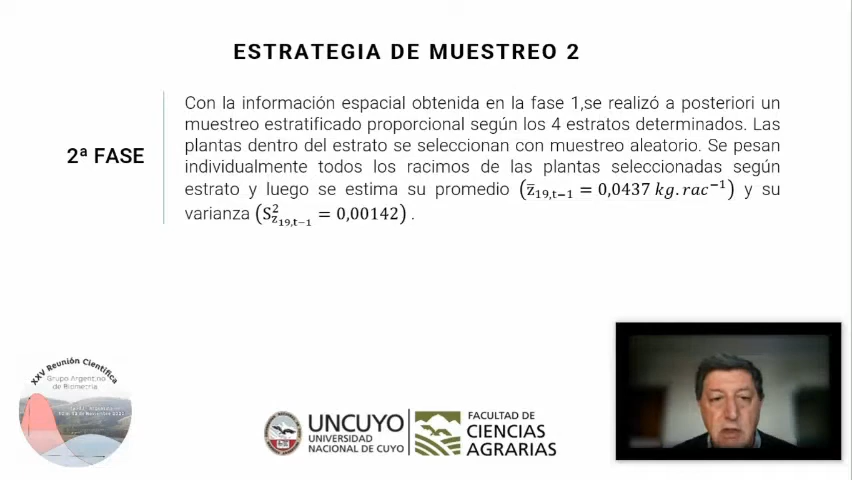 ESTRATEGIA DE MUESTREO 2
2ª FASE
Con la información espacial obtenida en la fase 1,se realizó a posteriori un
muestreo estratificado proporcional según los 4 estratos determinados. Las
plantas dentro del estrato se seleccionan con muestreo aleatorio. Se pesan
individualmente todos los racimos de las plantas seleccionadas según
estrato y luego se estima su promedio (z̄₁₉,ₜ₋₁ = 0,0437 kg.rac⁻¹) y su
varianza (S²z₁₉,ₜ₋₁ = 0,00142) .
XXV Reunión Científica
Grupo Argentino
de Biometría
UNCUYO
UNIVERSIDAD
NACIONAL DE CUYO
FACULTAD DE
CIENCIAS
AGRARIAS